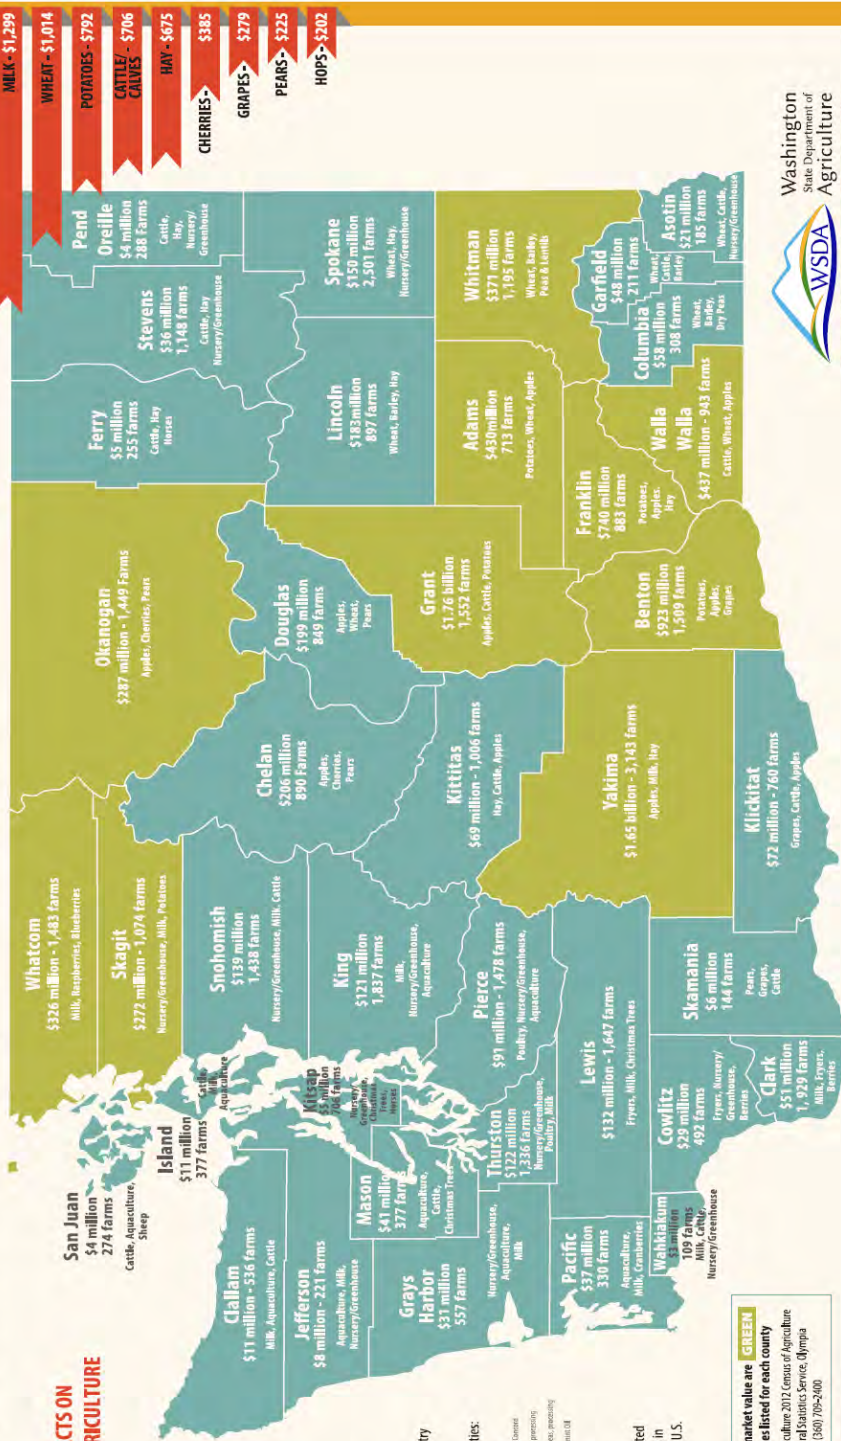 MILK - $1,299
WHEAT - $1,014
POTATOES - $792
CATTLE/
CALVES - $706
HAY - $675
CHERRIES - $385
GRAPES - $279
PEARS - $225
HOPS - $202
CTS ON
RICULTURE
San Juan
$4 million
274 farms
Cattle, Aquaculture,
Sheep
Whatcom
$326 million - 1,483 farms
Milk, Raspberries, Blueberries
Skagit
$272 million - 1,074 farms
Nursery/Greenhouse, Milk, Potatoes
Island
$11 million
377 farms
Cattle,
Milk,
Aquaculture
Snohomish
$139 million
1,438 farms
Nursery/Greenhouse, Milk, Cattle
Okanogan
$287 million - 1,449 Farms
Apples, Cherries, Pears
Ferry
$5 million
255 farms
Cattle, Hay
Horses
Stevens
$36 million
1,148 farms
Cattle, Hay
Nursery/Greenhouse
Pend
Oreille
$4 million
288 Farms
Cattle,
Hay,
Nursery/
Greenhouse
Clallam
$11 million - 536 farms
Milk, Aquaculture, Cattle
Jefferson
$8 million - 221 farms
Aquaculture, Milk,
Nursery/Greenhouse
Kitsap
706 farms
Nursery/
Greenhouse,
Christmas
Trees,
Horses
King
$121 million
1,837 farms
Milk,
Nursery/Greenhouse,
Aquaculture
Chelan
$206 million
890 Farms
Apples,
Cherries,
Pears
Douglas
$199 million
849 farms
Apples,
Wheat,
Pears
Lincoln
$183million
897 farms
Wheat, Barley, Hay
Spokane
$150 million
2,501 farms
Wheat, Hay,
Nursery/Greenhouse
Mason
$41 million
377 farms
Aquaculture,
Cattle,
Christmas Trees
Grays
Harbor
$31 million
557 farms
Nursery/Greenhouse,
Aquaculture,
Milk
Thurston
$122 million
1,336 farms
Nursery/Greenhouse,
Poultry, Milk
Pierce
$91 million - 1,478 farms
Poultry, Nursery/Greenhouse,
Aquaculture
Kittitas
$69 million - 1,006 farms
Hay, Cattle, Apples
Grant
$1.76 billion
1,552 farms
Apples, Cattle, Potatoes
Adams
$430million
713 farms
Potatoes, Wheat, Apples
Whitman
$371 million
1,195 farms
Wheat, Barley,
Peas & Lentils
Pacific
$37 million
330 farms
Aquaculture,
Milk, Cranberries
Lewis
$132 million - 1,647 farms
Fryers, Milk, Christmas Trees
Yakima
$1.65 billion - 3,143 farms
Apples, Milk, Hay
Benton
$923 million
1,509 farms
Potatoes,
Apples,
Grapes
Franklin
$740 million
883 farms
Potatoes,
Apples,
Hay
Walla
Walla
$437 million - 943 farms
Cattle, Wheat, Apples
Columbia
$58 million
308 farms
Wheat,
Barley,
Dry Peas
Garfield
$48 million
211 farms
Wheat,
Cattle,
Barley
Asotin
$21 million
185 farms
Wheat, Cattle,
Nursery/Greenhouse
Wahkiakum
109 farms
Milk, Cattle,
Nursery/Greenhouse
Cowlitz
$29 million
492 farms
Fryers, Nursery/
Greenhouse,
Berries
Clark
$51 million
1, 929 farms
Milk, Fryers,
Berries
Skamania
$6 million
144 farms
Pears,
Grapes,
Cattle
Klickitat
$72 million - 760 farms
Grapes, Cattle, Apples
try
ties:
ted
in
U.S.
market value are GREEN
es listed for each county
culture 2012 Census of Agriculture
ral Statistics Service, Olympia
(360) 709-2400
WSDA
Washington
State Department of
Agriculture